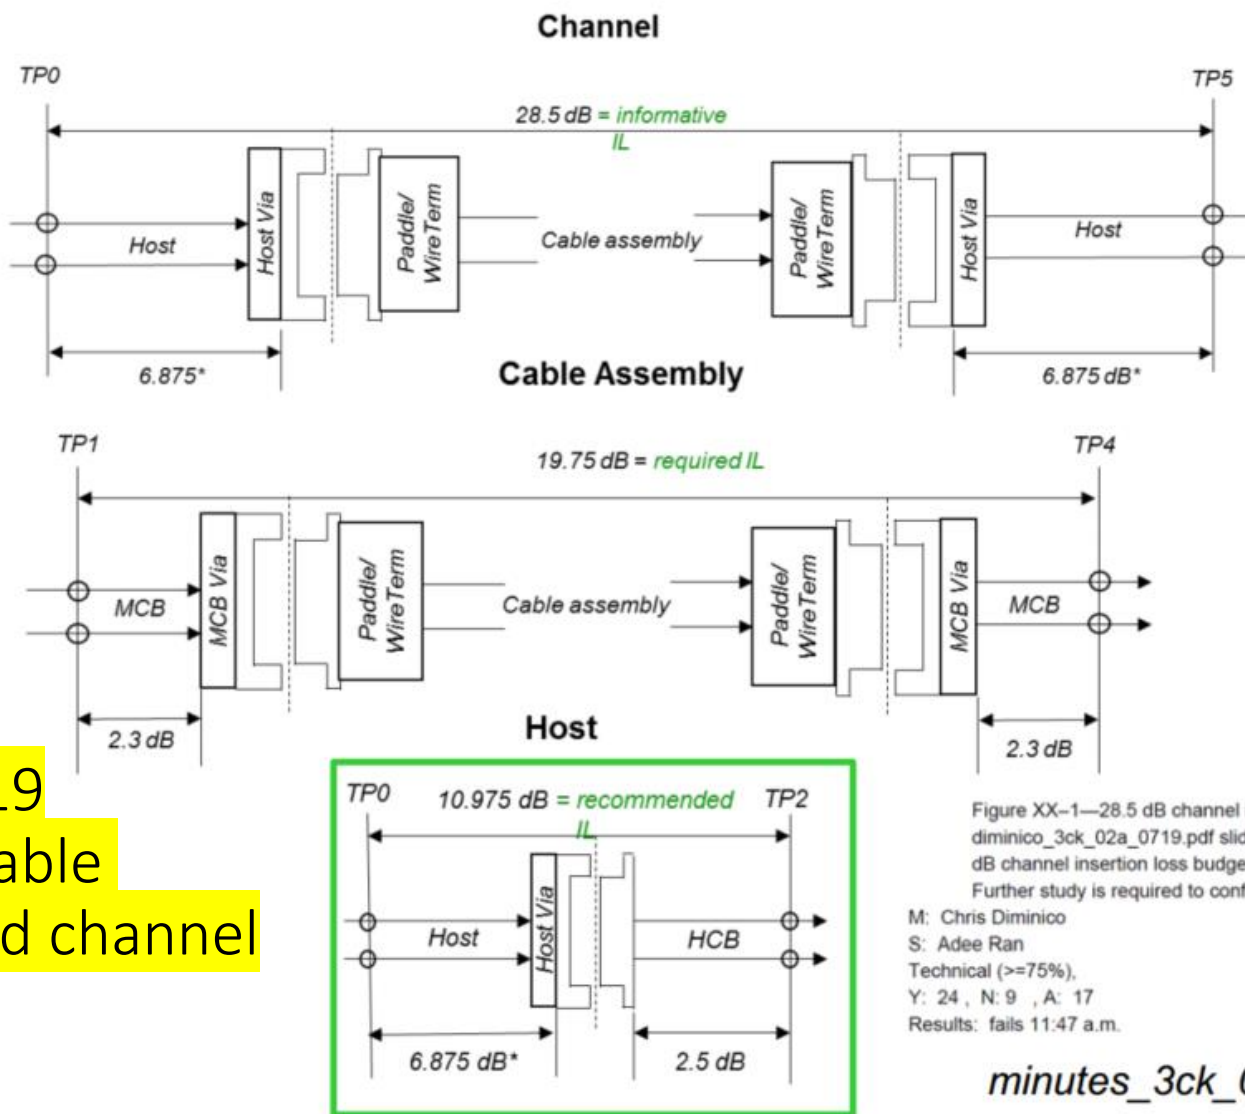 Channel
TP0
TP5
28.5 dB = informative
IL
Host
Host Via
Paddle/
WireTerm
Cable assembly
Paddle/
WireTerm
Host Via
Host
6.875*
6.875 dB*
Cable Assembly
TP1
TP4
19.75 dB = required IL
MCB
MCB Via
Paddle/
WireTerm
Cable assembly
Paddle/
WireTerm
MCB Via
MCB
2.3 dB
2.3 dB
Host
TP0
10.975 dB = recommended
IL
TP2
Host
Host Via
HCB
6.875 dB*
2.5 dB
19
able
d channel
Figure XX–1—28.5 dB channel
diminico_3ck_02a_0719.pdf
dB channel insertion loss
Further study is required to
M: Chris Diminico
S: Adee Ran
Technical (>=75%),
Y: 24 , N: 9 , A: 17
Results: fails 11:47 a.m.
minutes_3ck_